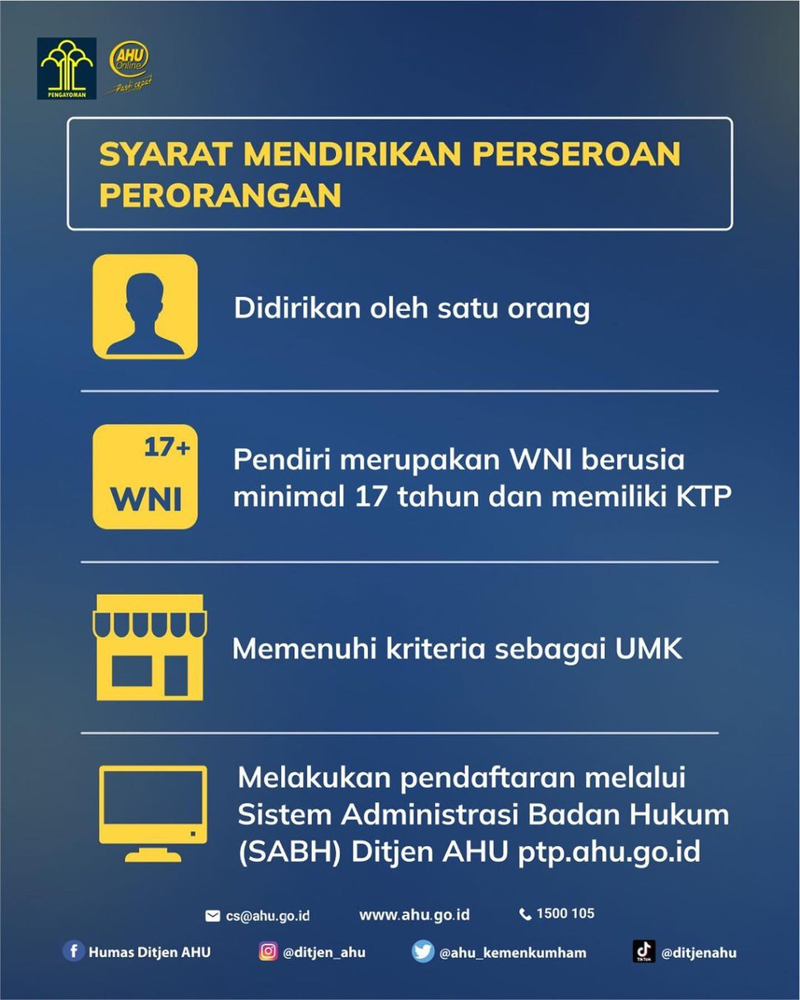 PENGAYOMAN
AHU
Online
Pasti cepat
SYARAT MENDIRIKAN PERSEROAN
PERORANGAN
Didirikan oleh satu orang
17+
WNI
Pendiri merupakan WNI berusia
minimal 17 tahun dan memiliki KTP
Memenuhi kriteria sebagai UMK
Melakukan pendaftaran melalui
Sistem Administrasi Badan Hukum
(SABH) Ditjen AHU ptp.ahu.go.id
cs@ahu.go.id www.ahu.go.id 1500 105
Humas Ditjen AHU @ditjen_ahu @ahu_kemenkumham TikTok @ditjenahu